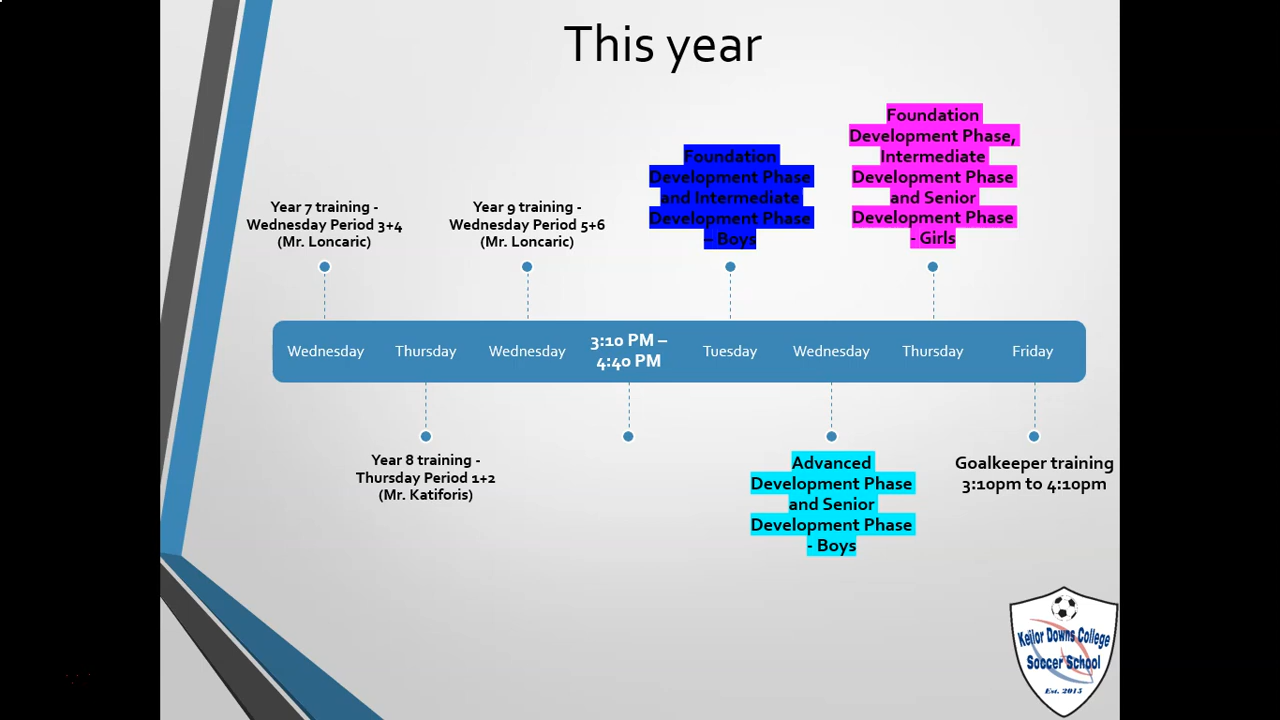 This year
Year 7 training -
Wednesday Period 3+4
(Mr. Loncaric)
Year 9 training -
Wednesday Period 5+6
(Mr. Loncaric)
Foundation
Development Phase
and Intermediate
Development Phase
– Boys
Foundation
Development Phase,
Intermediate
Development Phase
and Senior
Development Phase
- Girls
Wednesday
Thursday
Wednesday
3:10 PM –
4:40 PM
Tuesday
Wednesday
Thursday
Friday
Year 8 training -
Thursday Period 1+2
(Mr. Katiforis)
Advanced
Development Phase
and Senior
Development Phase
- Boys
Goalkeeper training
3:10pm to 4:10pm
Keilor Downs College
Soccer School
Est. 2015